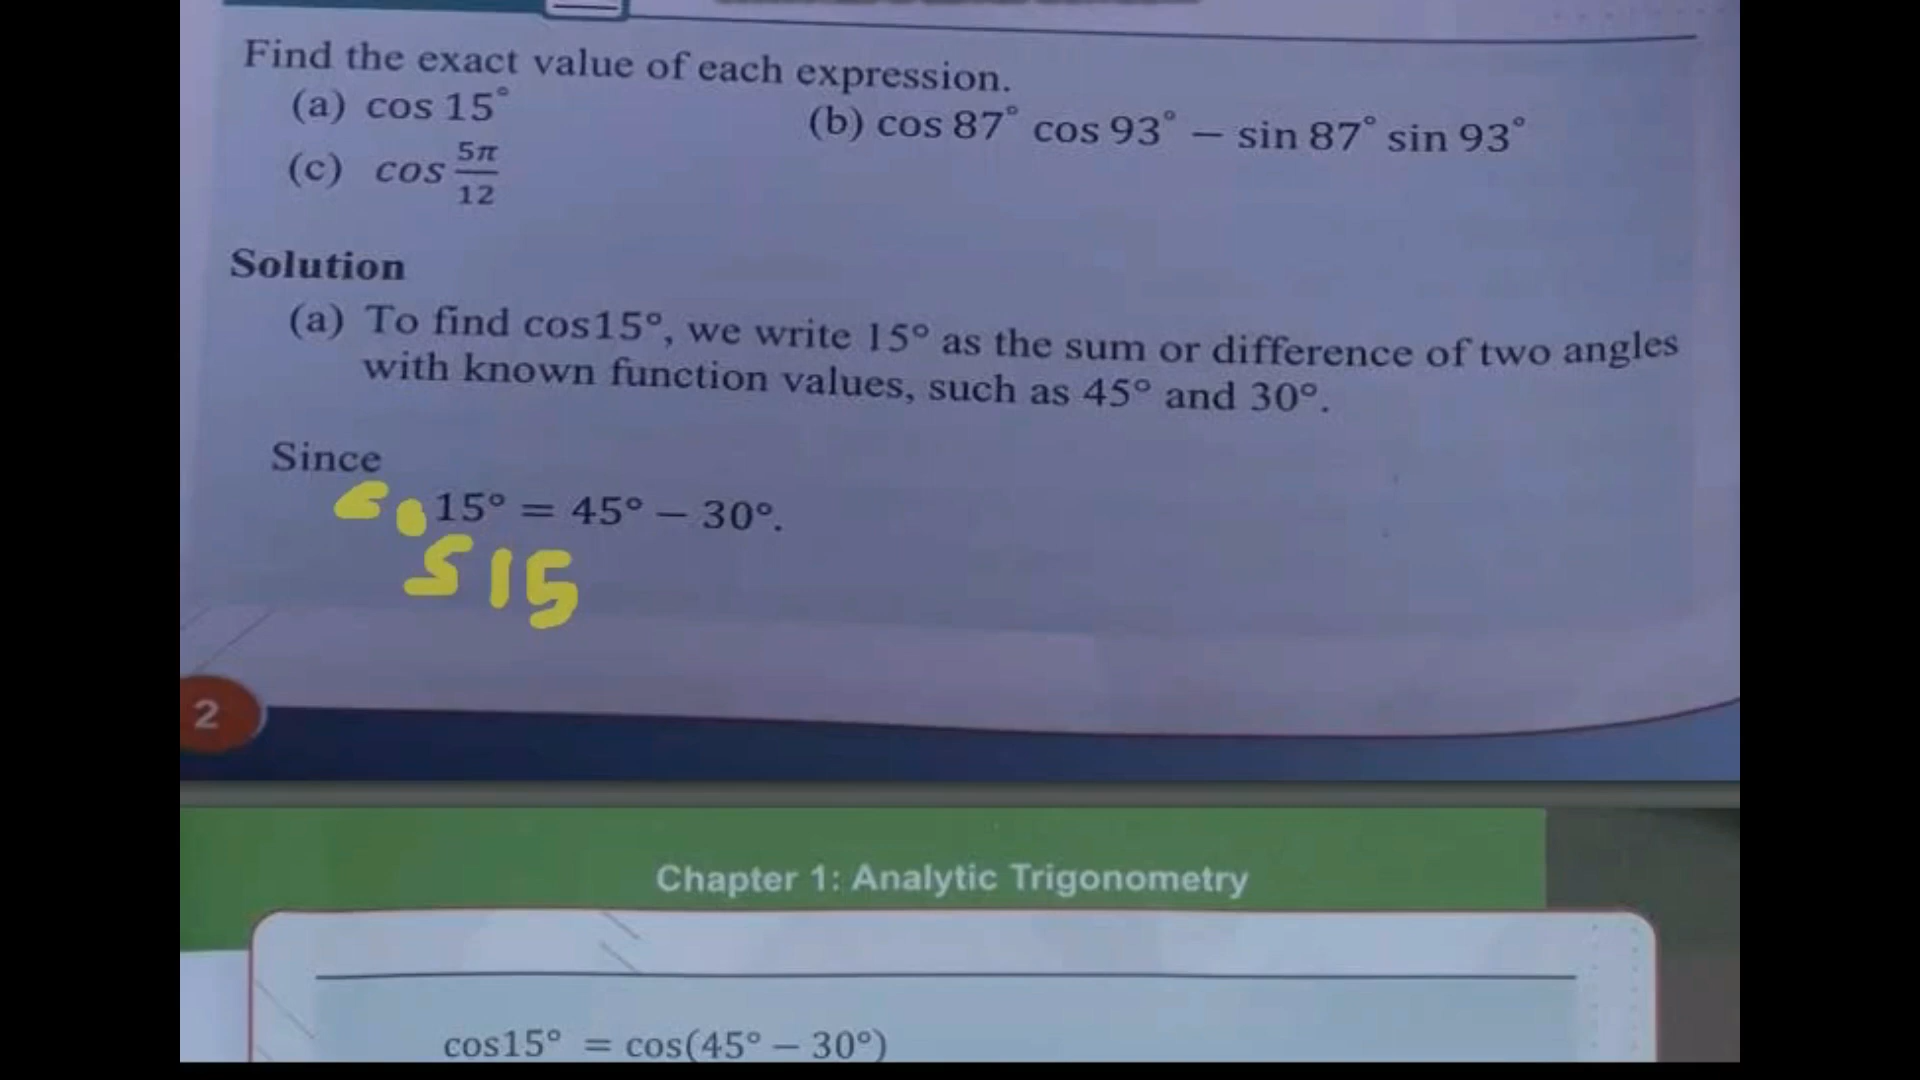 Find the exact value of each expression.
(a) cos 15°
(b) cos 87° cos 93° − sin 87° sin 93°
(c) cos 5π/12
Solution
(a) To find cos15°, we write 15° as the sum or difference of two angles
with known function values, such as 45° and 30°.
Since
15° = 45° − 30°.
cos 15
2
Chapter 1: Analytic Trigonometry
cos15° = cos(45° − 30°)